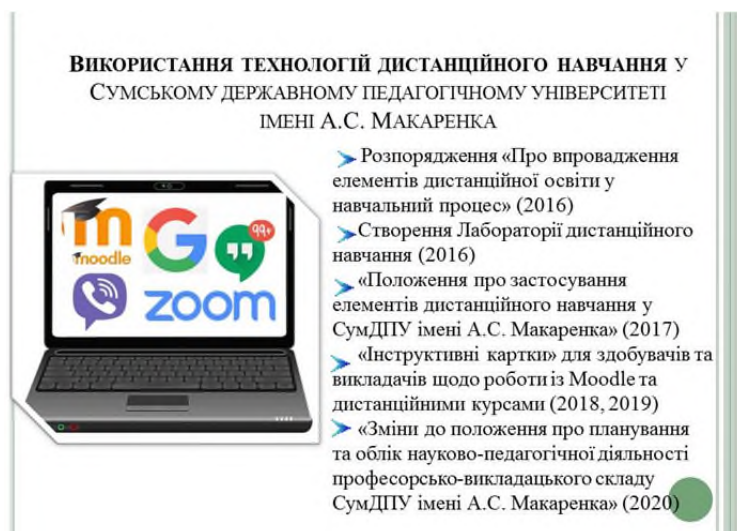 Використання технологій дистанційного навчання у
Сумському державному педагогічному університеті
імені А.С. Макаренка
Розпорядження «Про впровадження
елементів дистанційної освіти у
навчальний процес» (2016)
Створення Лабораторії дистанційного
навчання (2016)
«Положення про застосування
елементів дистанційного навчання у
СумДПУ імені А.С. Макаренка» (2017)
«Інструктивні картки» для здобувачів та
викладачів щодо роботи із Moodle та
дистанційними курсами (2018, 2019)
«Зміни до положення про планування
та облік науково-педагогічної діяльності
професорсько-викладацького складу
СумДПУ імені А.С. Макаренка» (2020)
moodle
G
99+
zoom